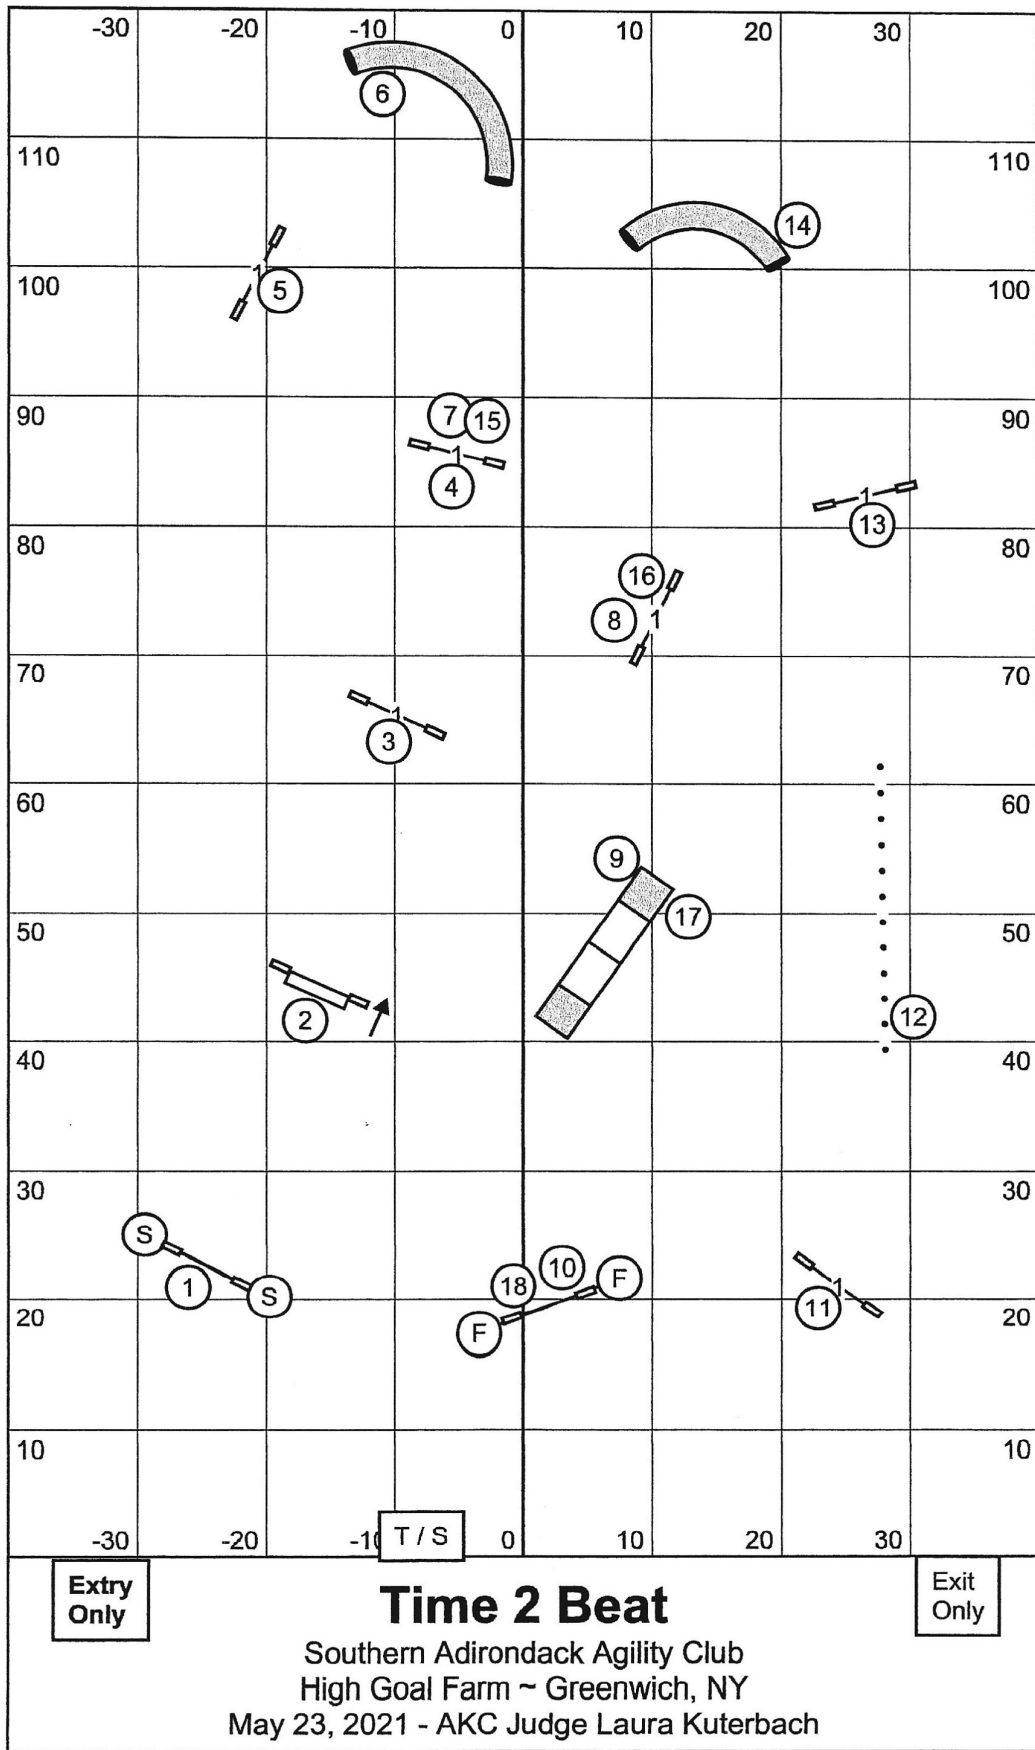 -30 -20 -10 0 10 20 30
6
110 110
14
5
100 100
7 15
90 90
4
13
80 80
16
8
70 70
3
60 60
9
17
50 50
2
12
40 40
30 30
S
1
S
10
18
F
F
11
20 20
10 10
-30 -20 -10 T / S 0 10 20 30
Extry
Only
Time 2 Beat
Exit
Only
Southern Adirondack Agility Club
High Goal Farm ~ Greenwich, NY
May 23, 2021 - AKC Judge Laura Kuterbach